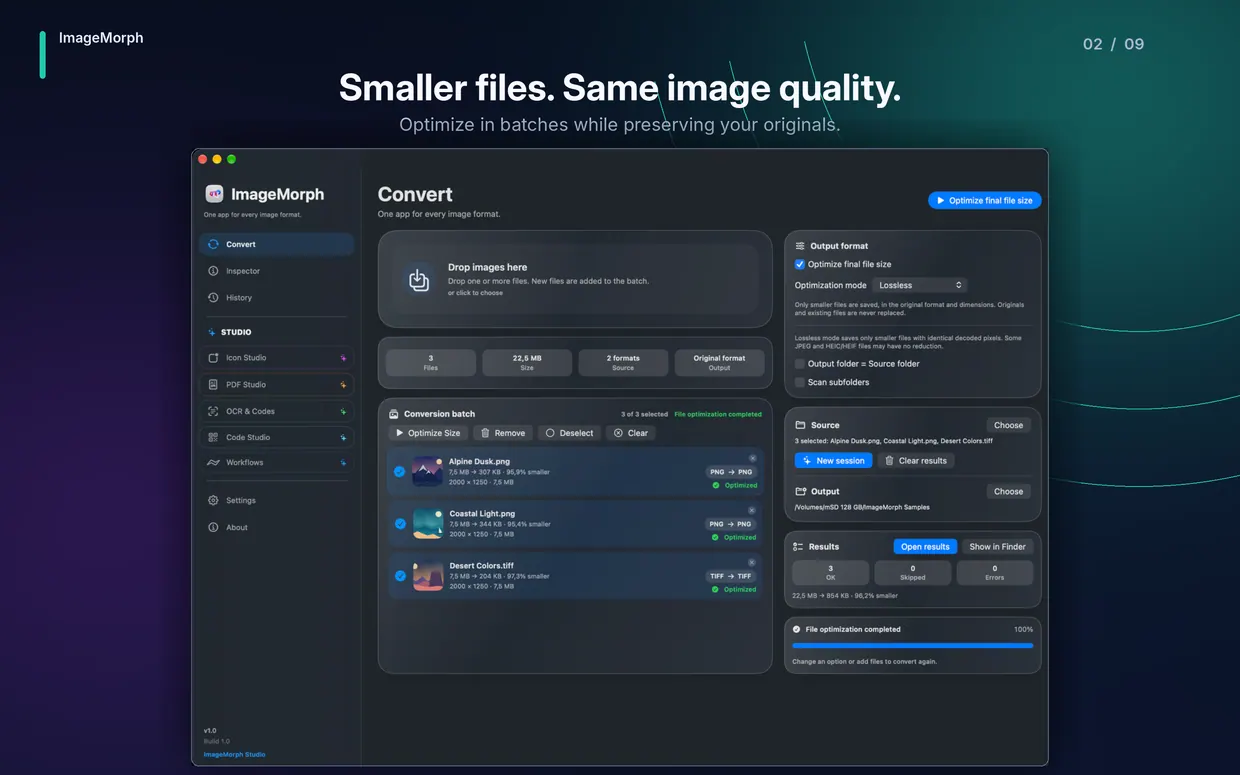 ImageMorph
02 / 09
Smaller files. Same image quality.
Optimize in batches while preserving your originals.
ImageMorph
One app for every image format.
Convert
Inspector
History
STUDIO
Icon Studio
PDF Studio
OCR & Codes
Code Studio
Workflows
Settings
About
v1.0
Build 1.0
ImageMorph Studio
Convert
One app for every image format.
Optimize final file size
Drop images here
Drop one or more files. New files are added to the batch.
or click to choose
3
Files
22,5 MB
Size
2 formats
Source
Original format
Output
Conversion batch
3 of 3 selected File optimization completed
Optimize Size Remove Deselect Clear
Alpine Dusk.png
7,5 MB → 307 KB · 95,9% smaller
2000 × 1250 · 7,5 MB
PNG → PNG
Optimized
Coastal Light.png
7,5 MB → 344 KB · 95,4% smaller
2000 × 1250 · 7,5 MB
PNG → PNG
Optimized
Desert Colors.tiff
7,5 MB → 204 KB · 97,3% smaller
2000 × 1250 · 7,5 MB
TIFF → TIFF
Optimized
Output format
Optimize final file size
Optimization mode Lossless
Only smaller files are saved, in the original format and dimensions. Originals
and existing files are never replaced.
Lossless mode saves only smaller files with identical decoded pixels. Some
JPEG and HEIC/HEIF files may have no reduction.
Output folder = Source folder
Scan subfolders
Source Choose
3 selected: Alpine Dusk.png, Coastal Light.png, Desert Colors.tiff
New session Clear results
Output Choose
/Volumes/mSD 128 GB/ImageMorph Samples
Results Open results Show in Finder
3
OK
0
Skipped
0
Errors
22,5 MB → 854 KB · 96,2% smaller
File optimization completed 100%
Change an option or add files to convert again.